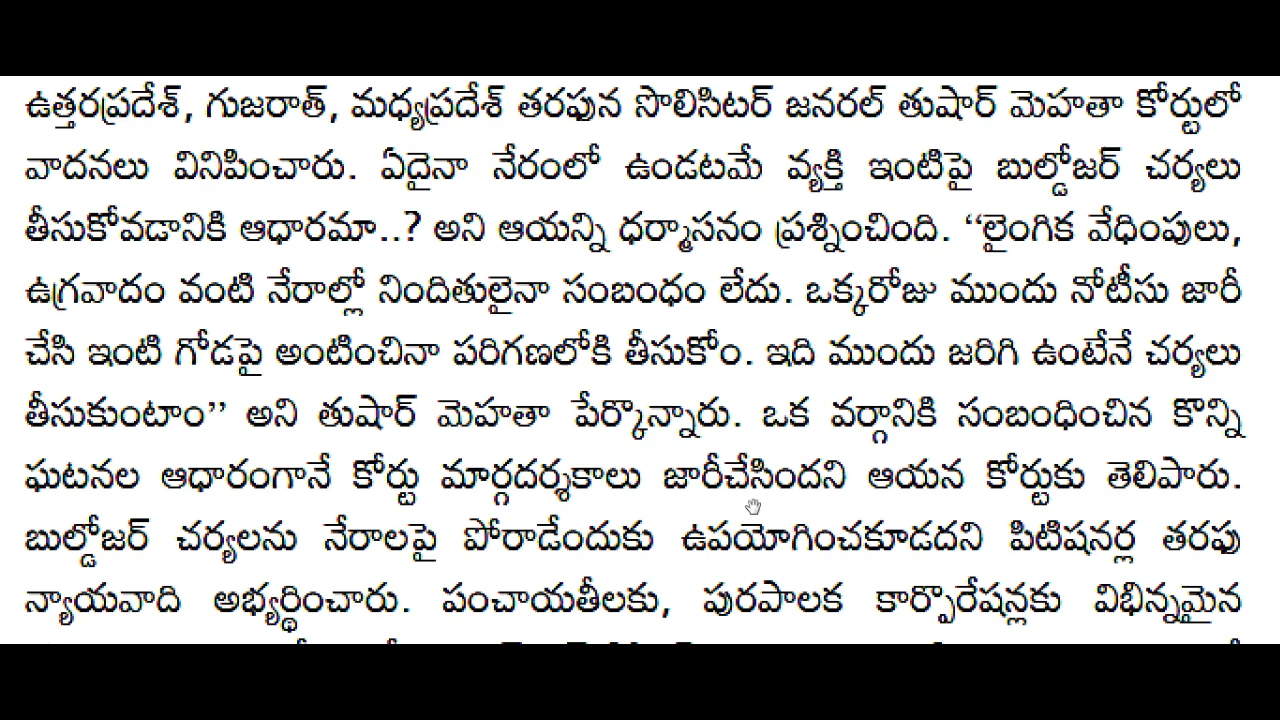 ఉత్తరప్రదేశ్, గుజరాత్, మధ్యప్రదేశ్ తరఫున సొలిసిటర్ జనరల్ తుషార్ మెహతా కోర్టులో
వాదనలు వినిపించారు. ఏదైనా నేరంలో ఉండటమే వ్యక్తి ఇంటిపై బుల్డోజర్ చర్యలు
తీసుకోవడానికి ఆధారమా..? అని ఆయన్ని ధర్మాసనం ప్రశ్నించింది. “లైంగిక వేధింపులు,
ఉగ్రవాదం వంటి నేరాల్లో నిందితులైనా సంబంధం లేదు. ఒక్కరోజు ముందు నోటీసు జారీ
చేసి ఇంటి గోడపై అంటించినా పరిగణలోకి తీసుకోం. ఇది ముందు జరిగి ఉంటేనే చర్యలు
తీసుకుంటాం” అని తుషార్ మెహతా పేర్కొన్నారు. ఒక వర్గానికి సంబంధించిన కొన్ని
ఘటనల ఆధారంగానే కోర్టు మార్గదర్శకాలు జారీచేసిందని ఆయన కోర్టుకు తెలిపారు.
బుల్డోజర్ చర్యలను నేరాలపై పోరాడేందుకు ఉపయోగించకూడదని పిటిషనర్ల తరఫు
న్యాయవాది అభ్యర్థించారు. పంచాయతీలకు, పురపాలక కార్పొరేషన్లకు విభిన్నమైన